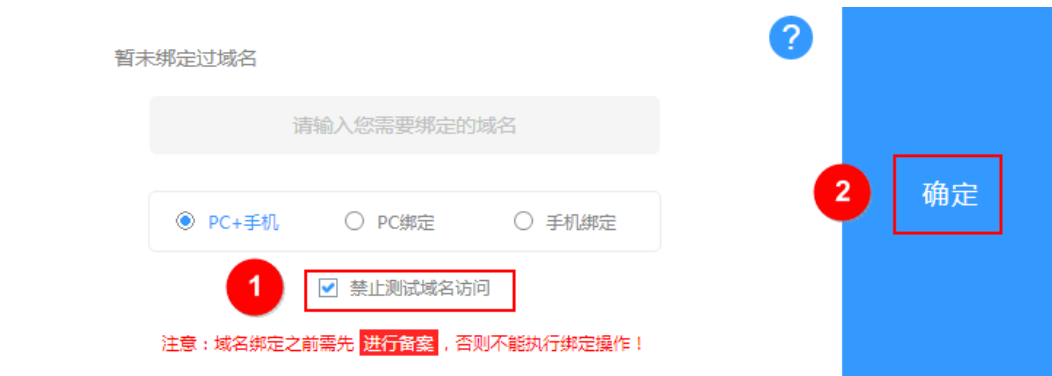 ?
暂未绑定过域名
请输入您需要绑定的域名
2 确定
PC+手机 PC绑定 手机绑定
1 禁止测试域名访问
注意：域名绑定之前需先 进行备案 ，否则不能执行绑定操作！